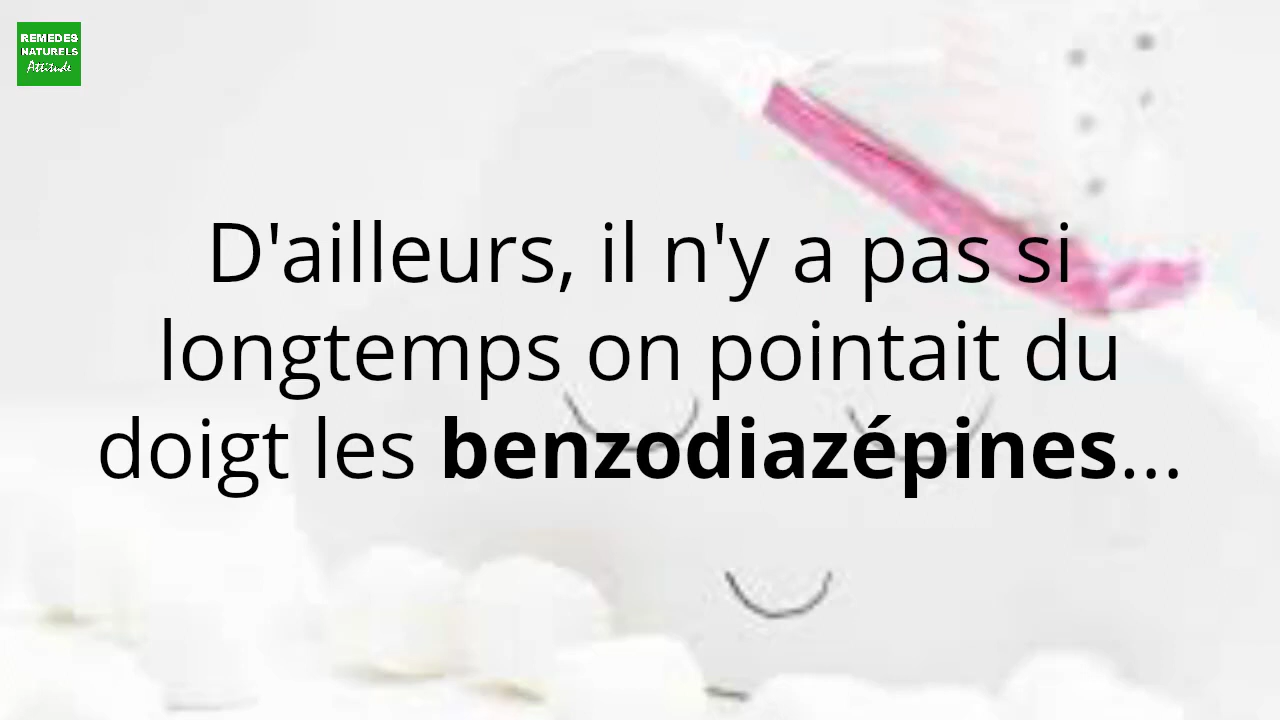 REMEDES
NATURELS
Attitude
D'ailleurs, il n'y a pas si
longtemps on pointait du
doigt les benzodiazépines...